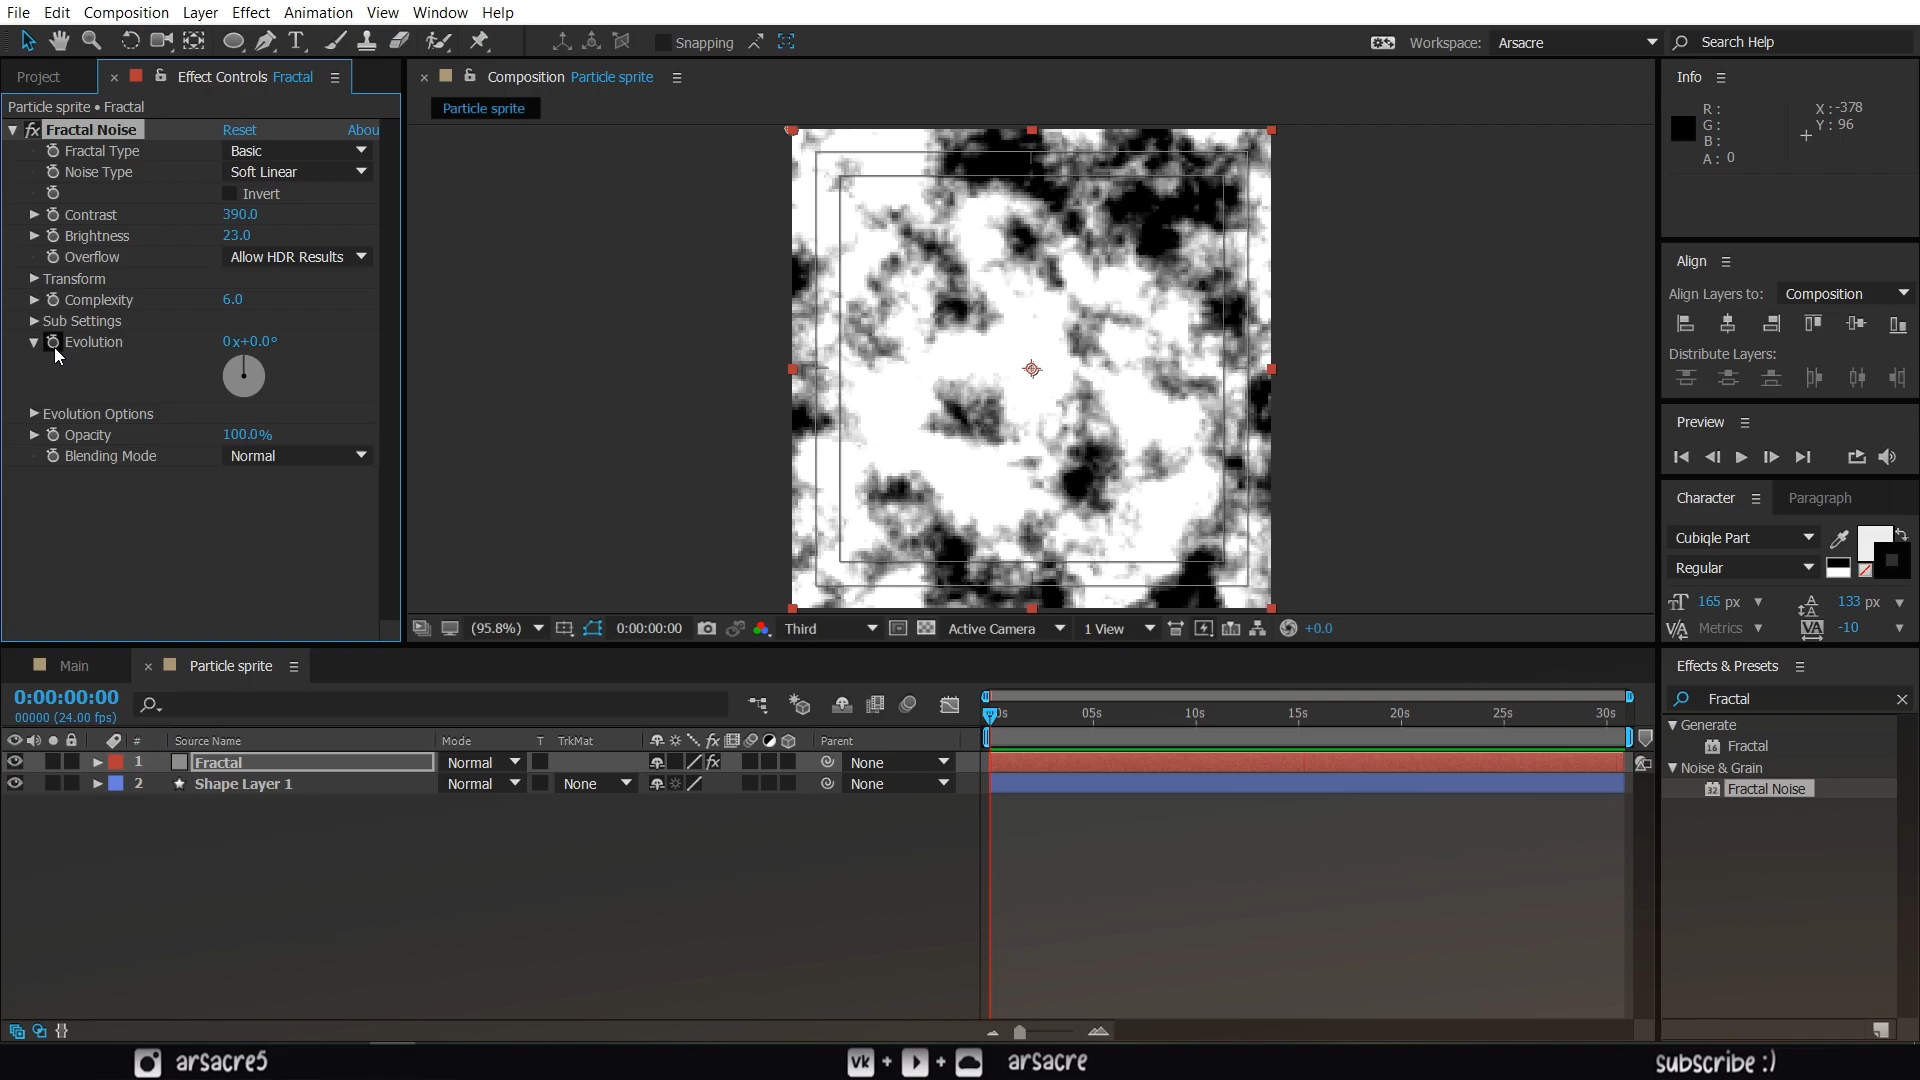 File Edit Composition Layer Effect Animation View Window Help
Snapping Workspace: Arsacre Search Help
Project Effect Controls Fractal Composition Particle sprite Info
Particle sprite • Fractal
Particle sprite
R: X: -378
G: Y: 96
B:
A: 0
fx Fractal Noise Reset Abou
Fractal Type Basic
Noise Type Soft Linear
Invert
Contrast 390.0
Brightness 23.0
Overflow Allow HDR Results
Transform
Complexity 6.0
Sub Settings
Evolution 0x+0.0°
Evolution Options
Opacity 100.0%
Blending Mode Normal
Align
Align Layers to: Composition
Distribute Layers:
Preview
Character Paragraph
Cubiqle Part
Regular
165 px 133 px
Metrics -10
(95.8%) 0:00:00:00 Third Active Camera 1 View +0.0
Main Particle sprite
0:00:00:00
00000 (24.00 fps)
05s 10s 15s 20s 25s 30s
# Source Name Mode T TrkMat Parent
1 Fractal Normal None
2 Shape Layer 1 Normal None None
Effects & Presets
Fractal
Generate
16 Fractal
Noise & Grain
32 Fractal Noise
arsacre5 vk + + arsacre subscribe :)